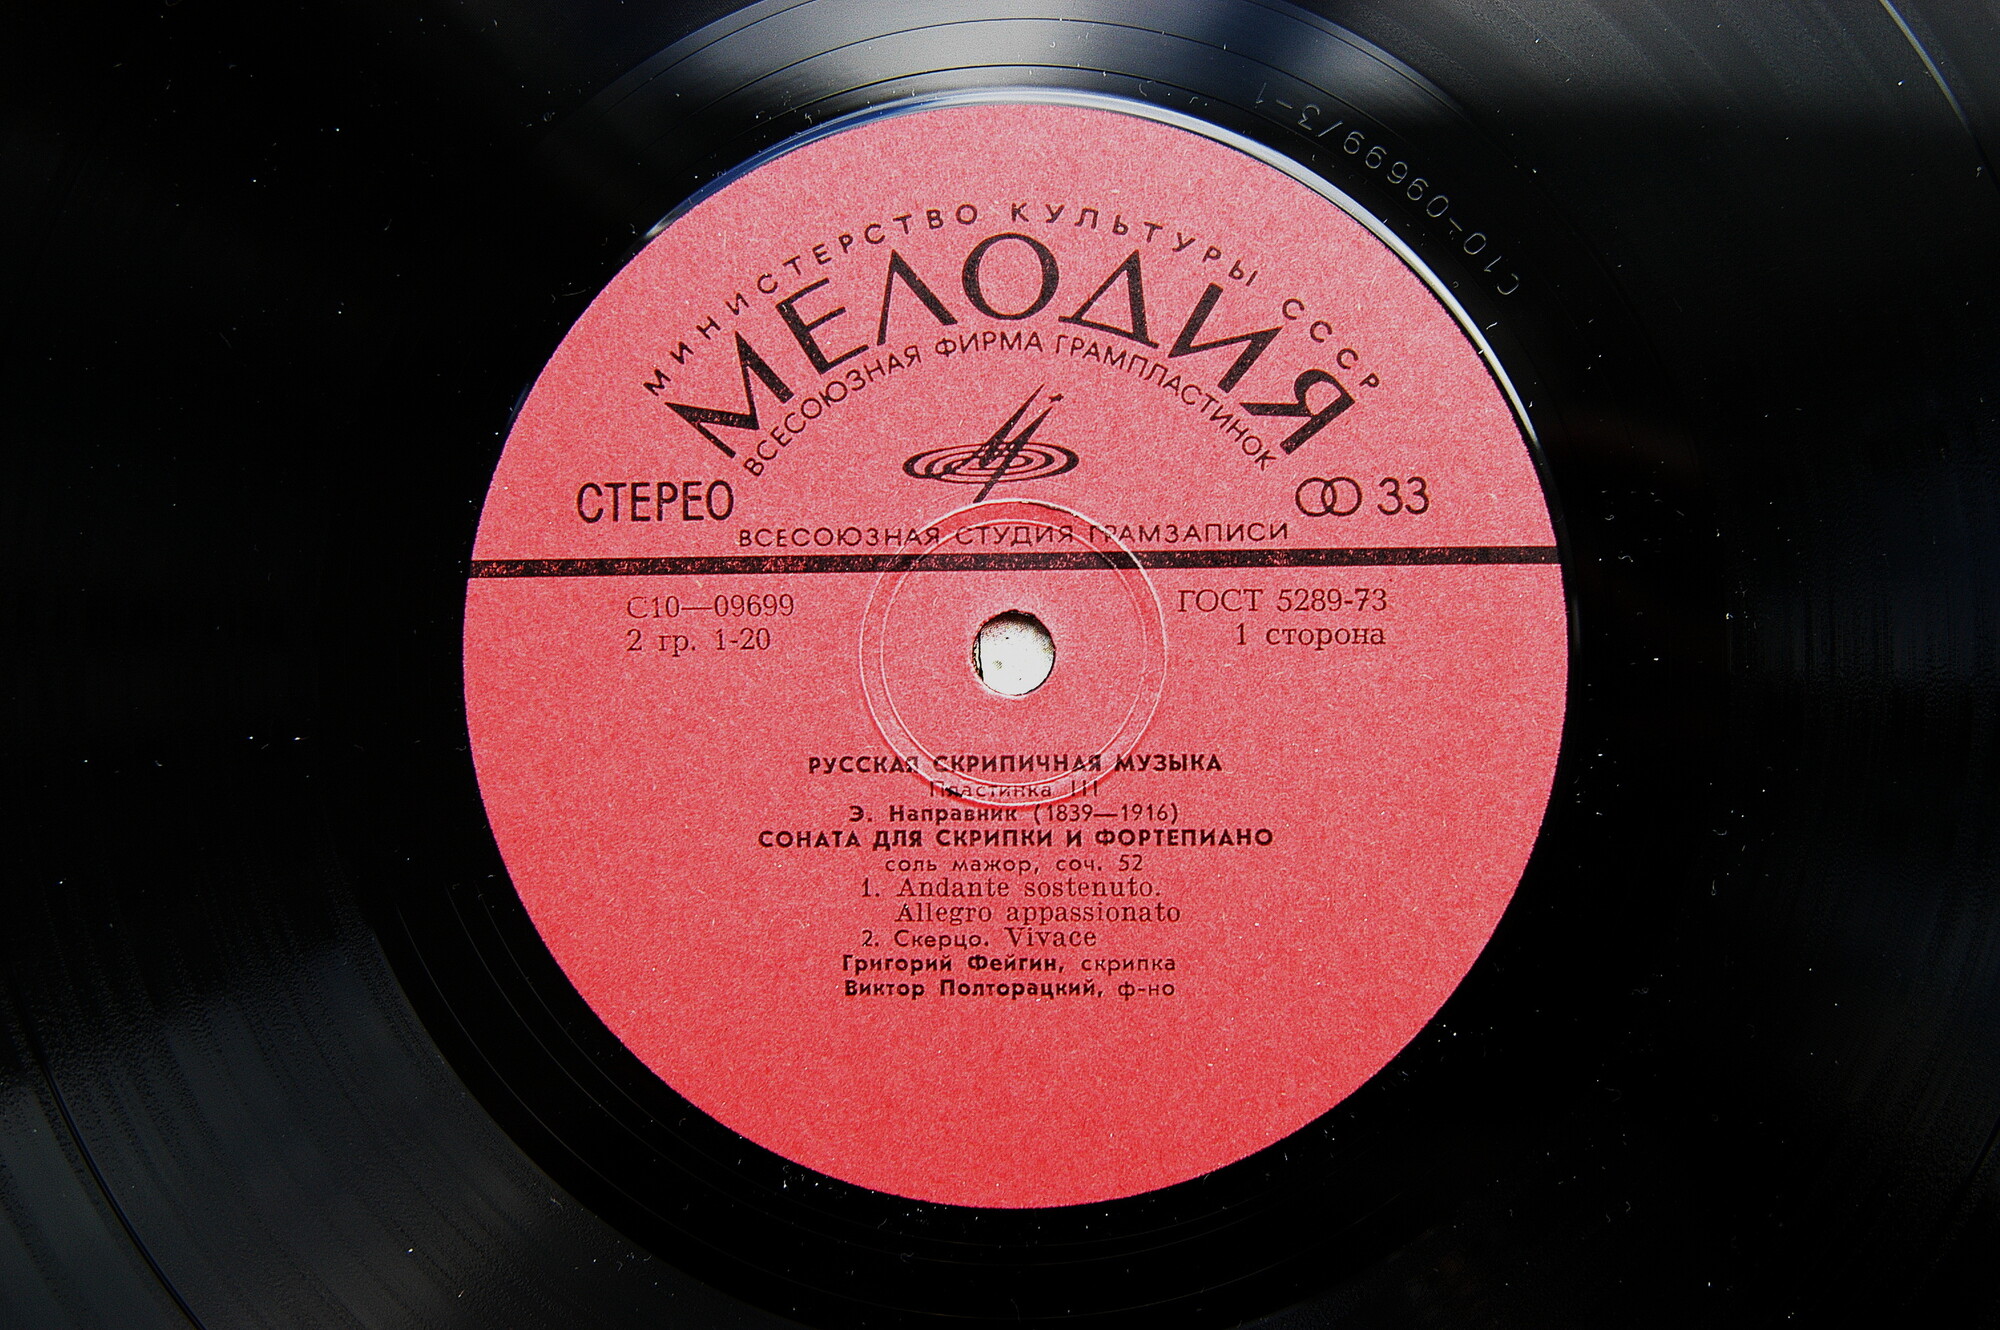 С10-09699/3-1
МИНИСТЕРСТВО КУЛЬТУРЫ СССР
МЕЛОДИЯ
ВСЕСОЮЗНАЯ ФИРМА ГРАМПЛАСТИНОК
СТЕРЕО
33
ВСЕСОЮЗНАЯ СТУДИЯ ГРАМЗАПИСИ
С10—09699
ГОСТ 5289-73
2 гр. 1-20
1 сторона
РУССКАЯ СКРИПИЧНАЯ МУЗЫКА
Пластинка III
Э. Направник (1839—1916)
СОНАТА ДЛЯ СКРИПКИ И ФОРТЕПИАНО
соль мажор, соч. 52
1. Andante sostenuto.
Allegro appassionato
2. Скерцо. Vivace
Григорий Фейгин, скрипка
Виктор Полторацкий, ф-но